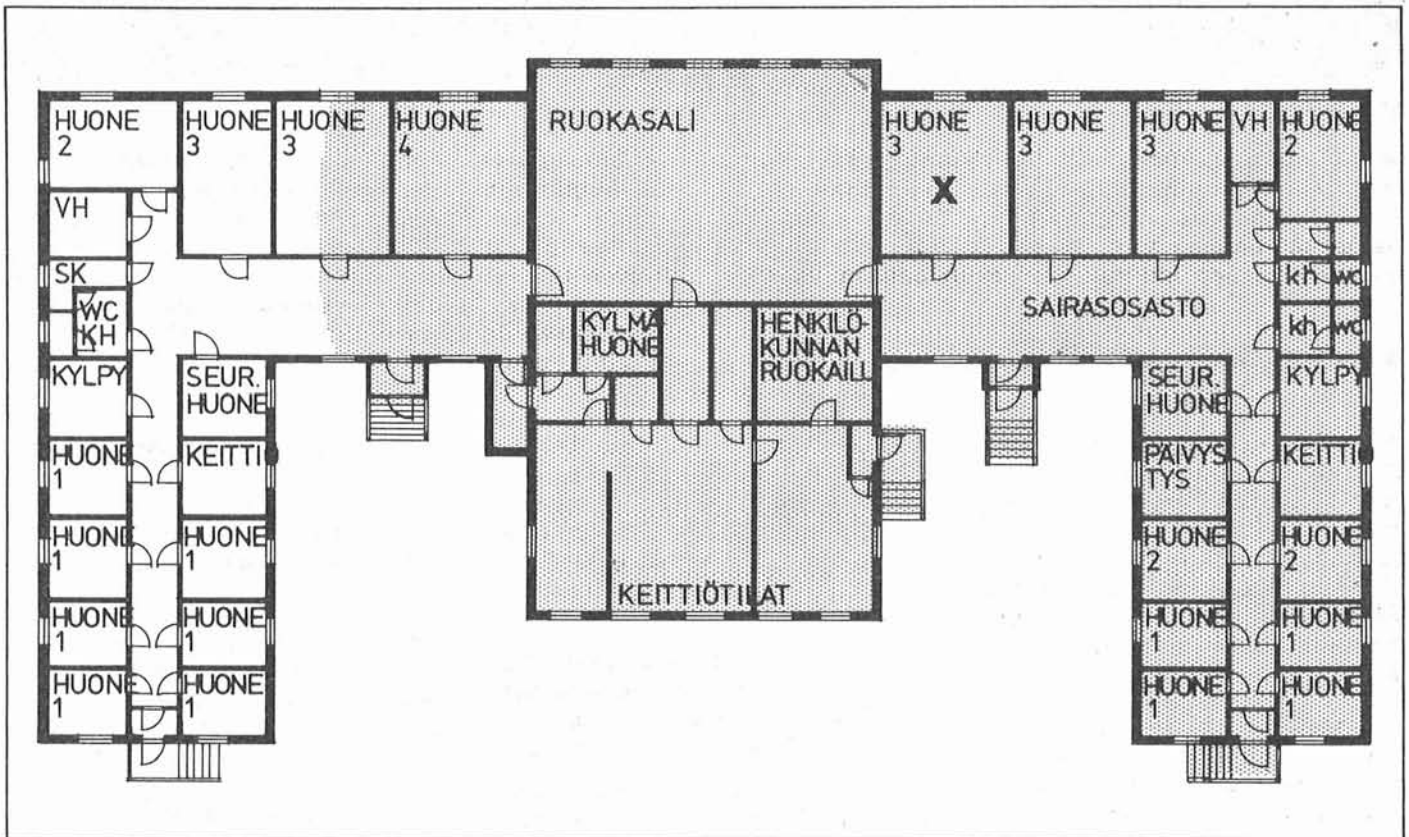 HUONE
2
HUONE
3
HUONE
3
HUONE
4
RUOKASALI
HUONE
3
X
HUONE
3
HUONE
3
VH
HUONE
2
VH
SK
WC
KH
KYLPY
SEUR.
HUONE
KYLMÄ
HUONE
HENKILÖ-
KUNNAN
RUOKAILU
SAIRASOSASTO
kh
wc
kh
wc
SEUR.
HUONE
KYLPY
HUONE
1
KEITTIÖ
PÄIVYS
TYS
KEITTIÖ
HUONE
1
HUONE
1
HUONE
2
HUONE
2
KEITTIÖTILAT
HUONE
1
HUONE
1
HUONE
1
HUONE
1
HUONE
1
HUONE
1
HUONE
1
HUONE
1